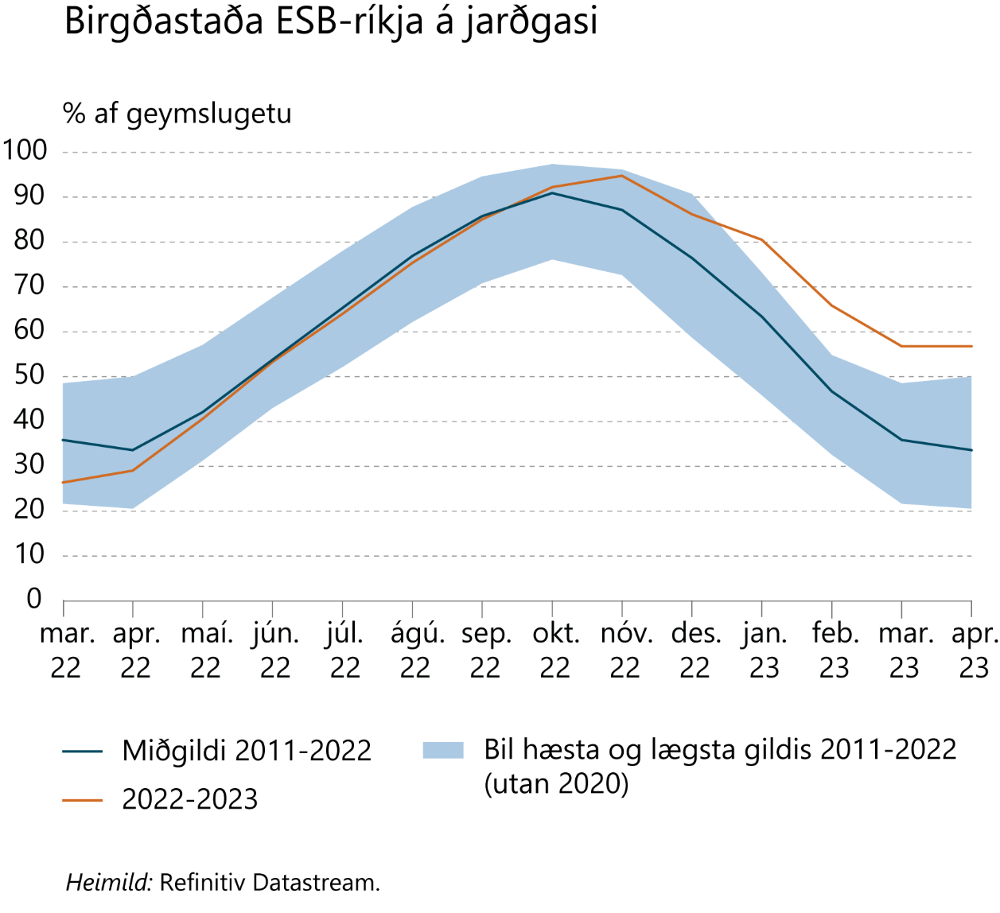 Birgðastaða ESB-ríkja á jarðgasi
% af geymslugetu
100
90
80
70
60
50
40
30
20
10
0
mar. apr. maí. jún. júl. ágú. sep. okt. nóv. des. jan. feb. mar. apr.
22 22 22 22 22 22 22 22 22 22 23 23 23 23
Miðgildi 2011-2022
2022-2023
Bil hæsta og lægsta gildis 2011-2022
(utan 2020)
Heimild: Refinitiv Datastream.